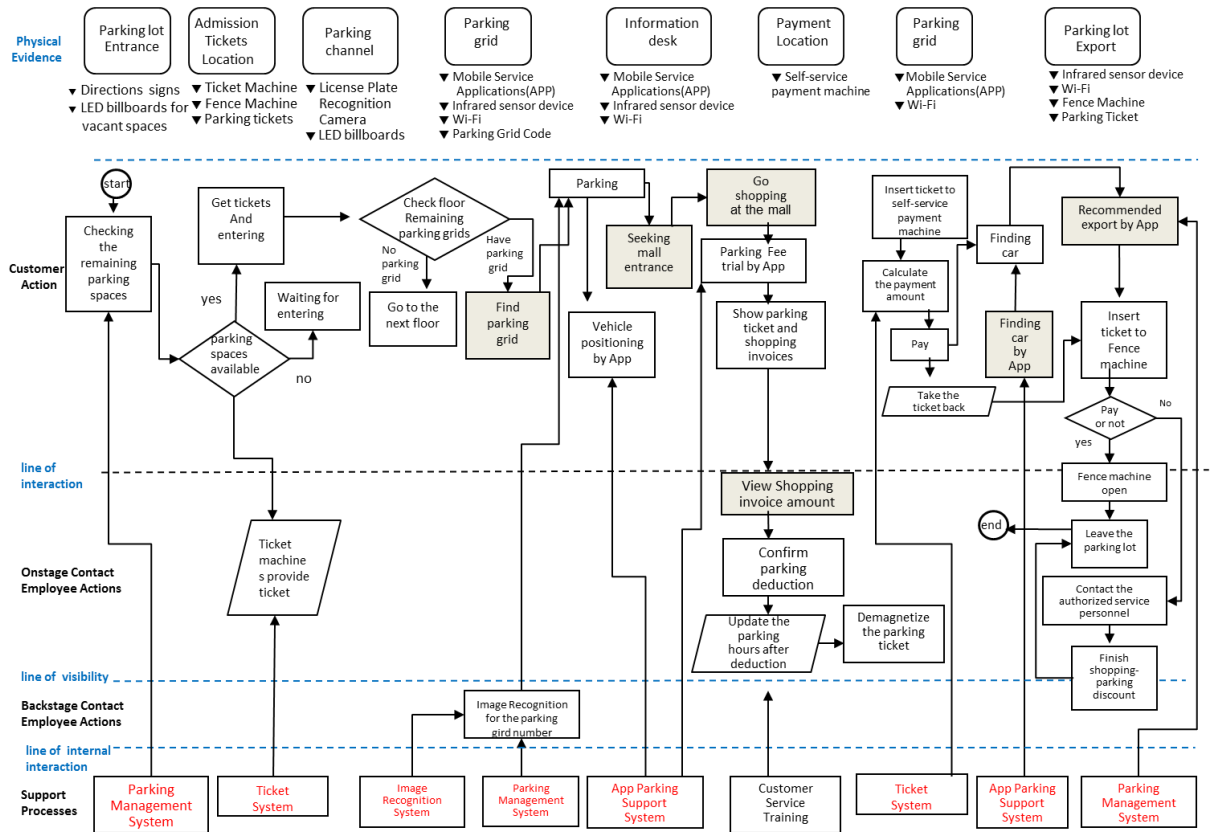 Physical
Evidence
Parking lot
Entrance
Admission
Tickets
Location
Parking
channel
Parking
grid
Information
desk
Payment
Location
Parking
grid
Parking lot
Export
▼ Directions signs
▼ LED billboards for
vacant spaces
▼ Ticket Machine
▼ Fence Machine
▼ Parking tickets
▼ License Plate
Recognition
Camera
▼ LED billboards
▼ Mobile Service
Applications(APP)
▼ Infrared sensor device
▼ Wi-Fi
▼ Parking Grid Code
▼ Mobile Service
Applications(APP)
▼ Infrared sensor device
▼ Wi-Fi
▼ Self-service
payment machine
▼ Mobile Service
Applications(APP)
▼ Wi-Fi
▼ Infrared sensor device
▼ Wi-Fi
▼ Fence Machine
▼ Parking Ticket
Customer
Action
start
Checking
the
remaining
parking
spaces
Get tickets
And
entering
yes
parking
spaces
available
no
Waiting for
entering
Check floor
Remaining
parking grids
No
parking
grid
Have
parking grid
Go to the
next floor
Find
parking
grid
Parking
Vehicle
positioning
by App
Seeking
mall
entrance
Go
shopping
at the mall
Parking Fee
trial by App
Show parking
ticket and
shopping
invoices
Insert ticket to
self-service
payment
machine
Calculate
the payment
amount
Pay
Take the
ticket back
Finding
car
Finding
car
by
App
Recommended
export by App
Insert
ticket to
Fence
machine
Pay
or not
No
yes
line of
interaction
Onstage Contact
Employee Actions
Ticket
machine
s provide
ticket
View Shopping
invoice amount
Confirm
parking
deduction
Update the
parking
hours after
deduction
Demagnetize
the parking
ticket
Fence machine
open
end
Leave the
parking lot
Contact the
authorized service
personnel
Finish
shopping-
parking
discount
line of visibility
Backstage Contact
Employee Actions
Image Recognition
for the parking
gird number
line of internal
interaction
Support
Processes
Parking
Management
System
Ticket
System
Image
Recognition
System
Parking
Management
System
App Parking
Support
System
Customer
Service
Training
Ticket
System
App Parking
Support
System
Parking
Management
System